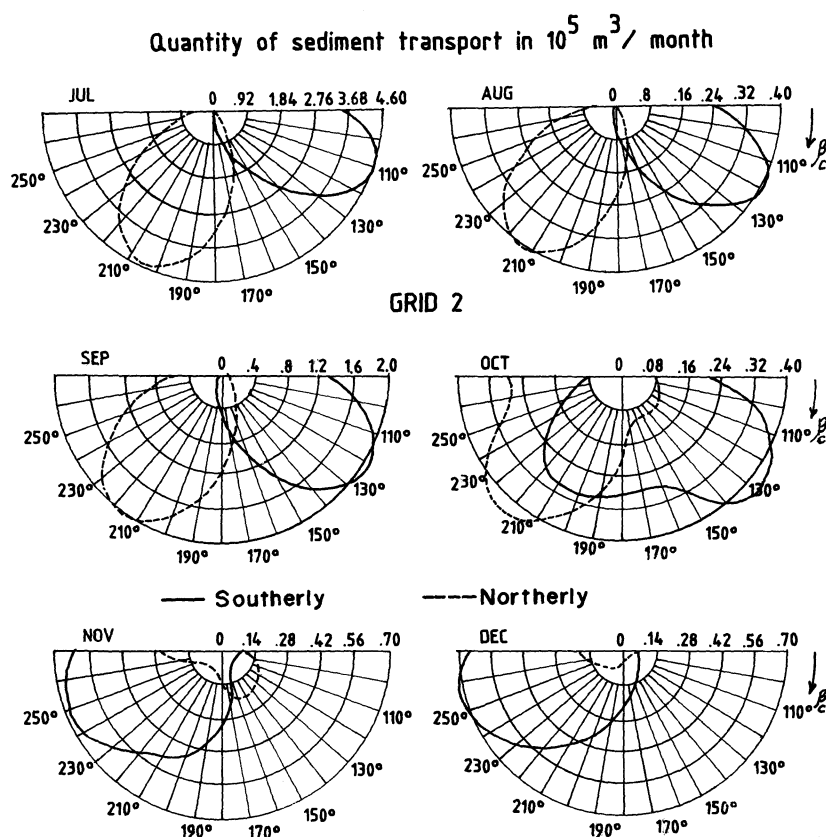 Quantity of sediment transport in 10⁵ m³/ month
JUL 0 .92 1.84 2.76 3.68 4.60
250° 230° 210° 190° 170° 150° 130° 110°
AUG 0 .8 .16 .24 .32 .40
β/c
230° 250° 210° 190° 170° 150° 130° 110°
GRID 2
SEP 0 .4 .8 1.2 1.6 2.0
250° 230° 210° 190° 170° 150° 130° 110°
OCT 0 .08 .16 .24 .32 .40
β/c
250° 230° 210° 190° 170° 150° 130° 110°
Southerly Northerly
NOV 0 .14 .28 .42 .56 .70
250° 230° 210° 190° 170° 150° 130° 110°
DEC 0 .14 .28 .42 .56 .70
β/c
250° 230° 210° 190° 170° 150° 130° 110°